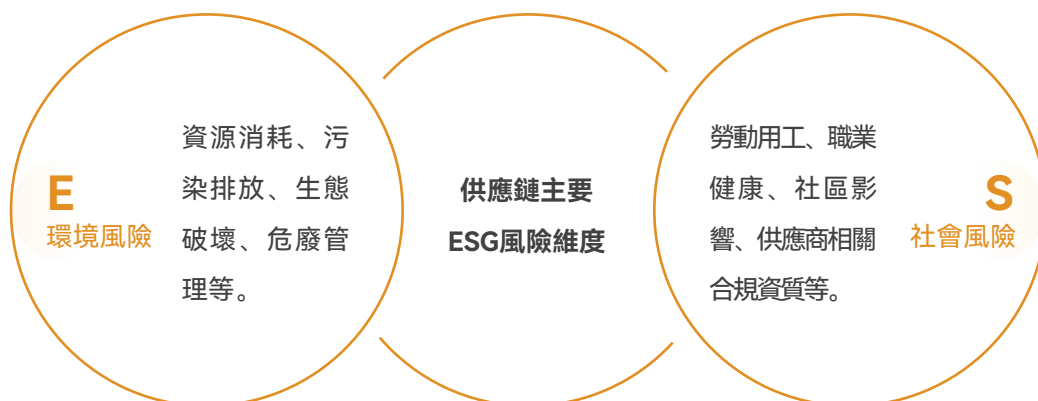 E
環境風險
資源消耗、污
染排放、生態
破壞、危廢管
理等。
供應鏈主要
ESG風險維度
勞動用工、職業
健康、社區影
響、供應商相關
合規資質等。
S
社會風險